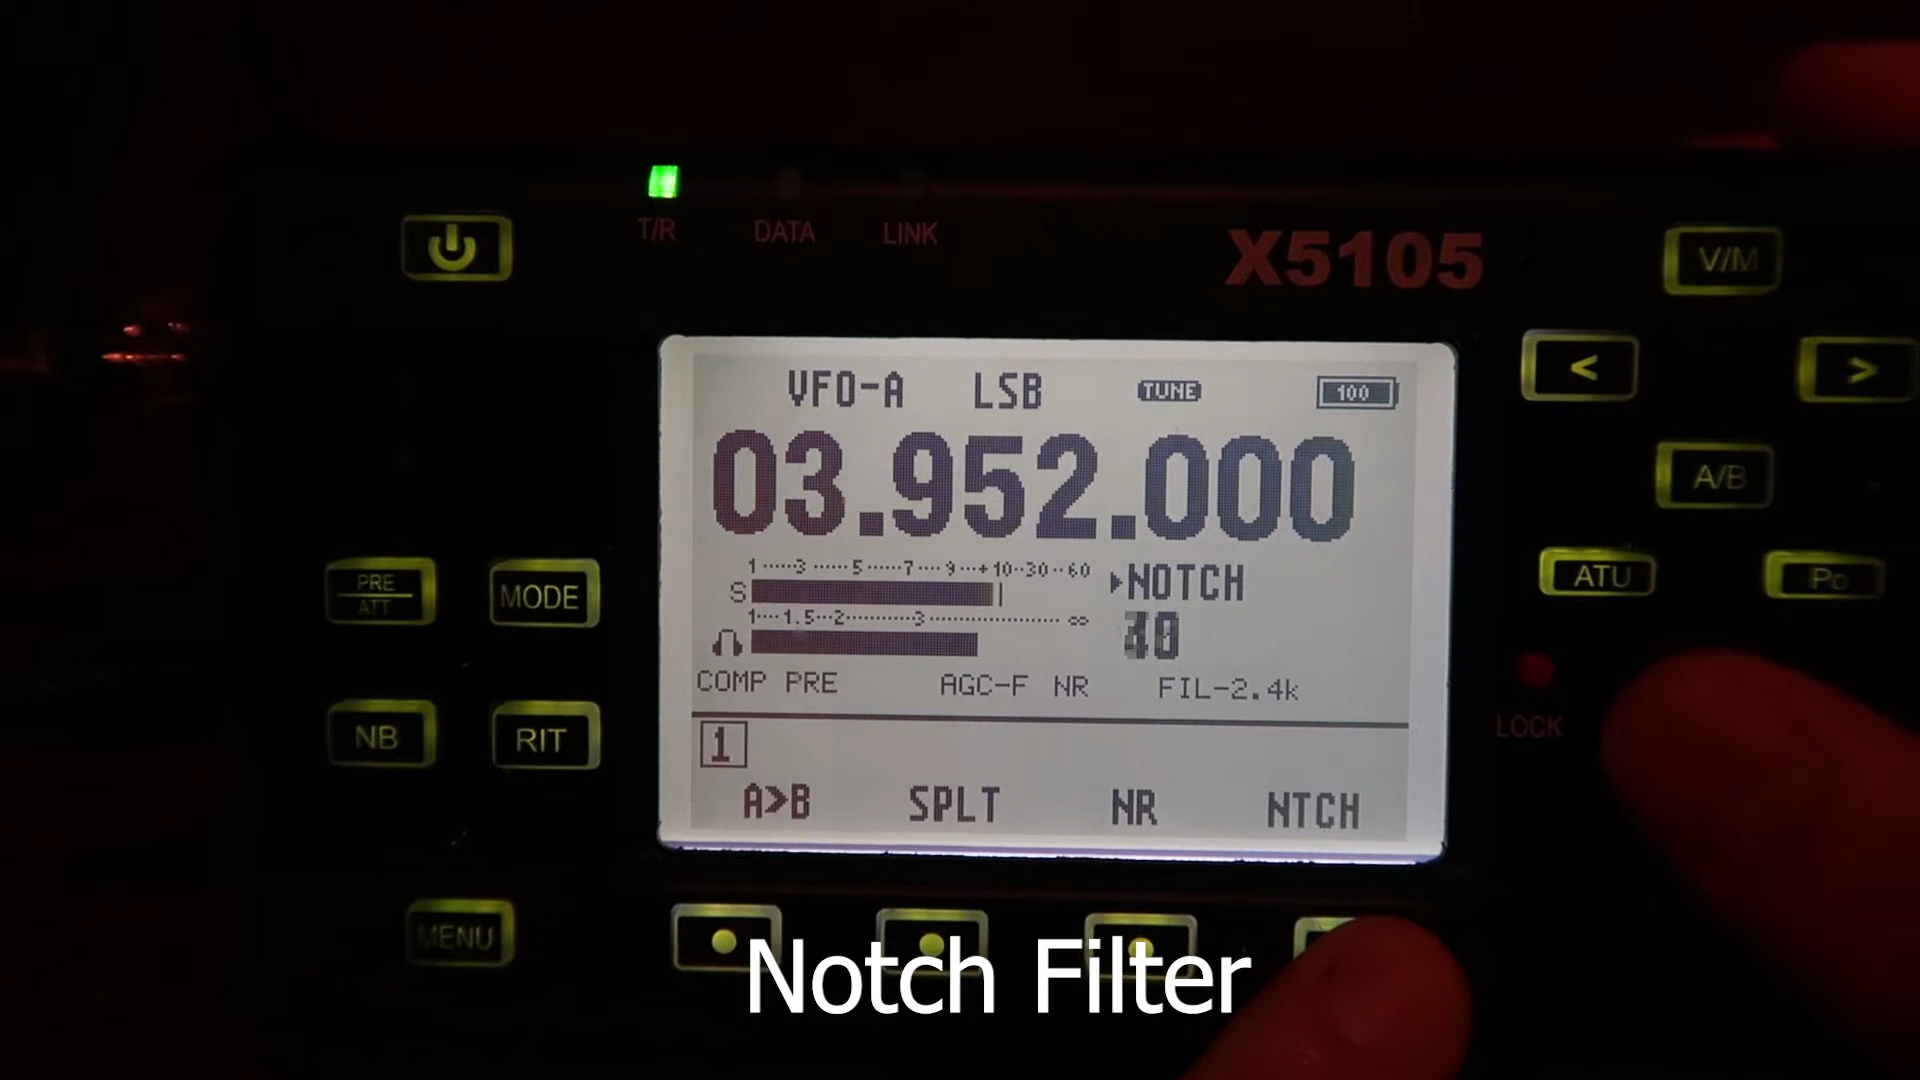 T/R DATA LINK
X5105
V/M
< >
VFO-A LSB TUNE 100
03.952.000
A/B
1·····3······5······7····9···+10··30··60
S
▸NOTCH
1····1.5··2·········3················∞
COMP PRE AGC-F NR FIL-2.4k
ATU Po
PRE
ATT
MODE
NB RIT
LOCK
1
A>B SPLT NR NTCH
MENU
Notch Filter